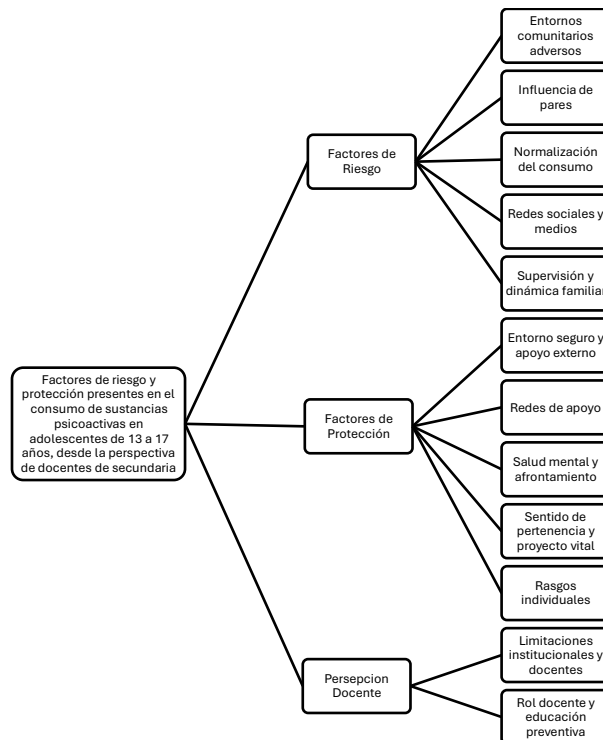 Entornos
comunitarios
adversos
Influencia de
pares
Factores de
Riesgo
Normalización
del consumo
Redes sociales y
medios
Supervisión y
dinámica familiar
Factores de riesgo y
protección presentes en el
consumo de sustancias
psicoactivas en
adolescentes de 13 a 17
años, desde la perspectiva
de docentes de secundaria
Entorno seguro y
apoyo externo
Redes de apoyo
Factores de
Protección
Salud mental y
afrontamiento
Sentido de
pertenencia y
proyecto vital
Rasgos
individuales
Persepcion
Docente
Limitaciones
institucionales y
docentes
Rol docente y
educación
preventiva